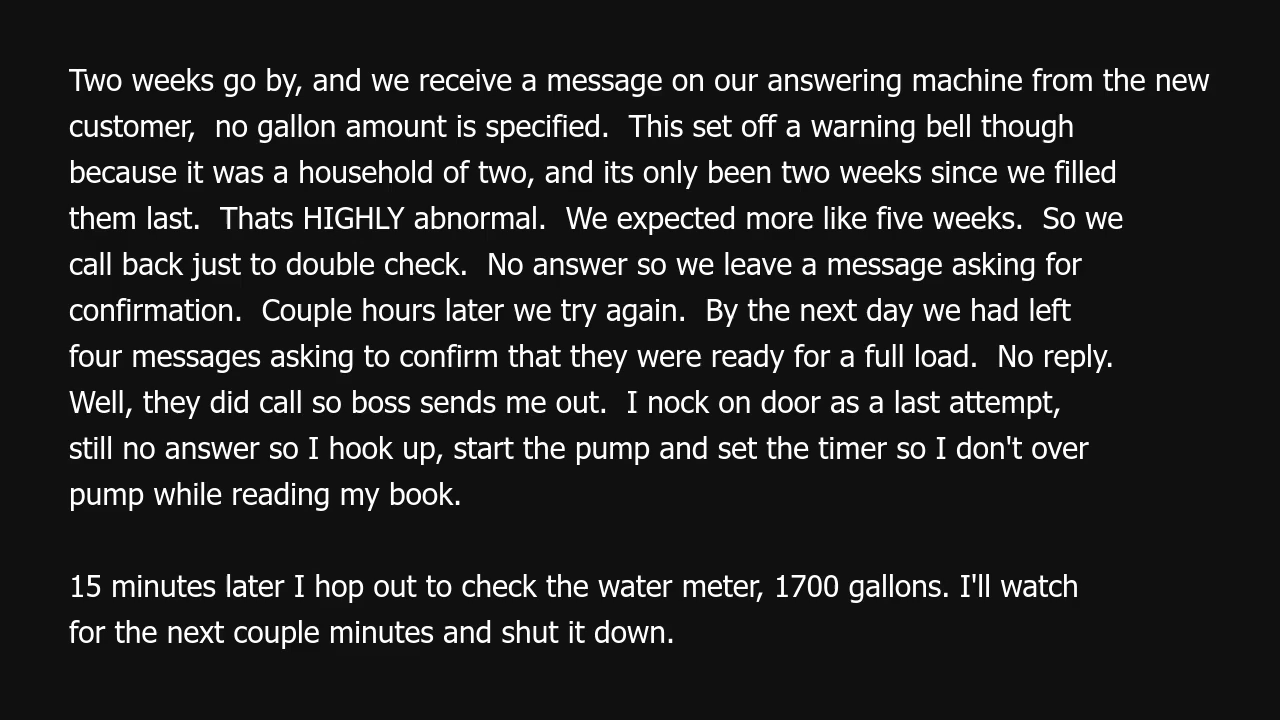 Two weeks go by, and we receive a message on our answering machine from the new
customer,  no gallon amount is specified.  This set off a warning bell though
because it was a household of two, and its only been two weeks since we filled
them last.  Thats HIGHLY abnormal.  We expected more like five weeks.  So we
call back just to double check.  No answer so we leave a message asking for
confirmation.  Couple hours later we try again.  By the next day we had left
four messages asking to confirm that they were ready for a full load.  No reply.
Well, they did call so boss sends me out.  I nock on door as a last attempt,
still no answer so I hook up, start the pump and set the timer so I don't over
pump while reading my book.

15 minutes later I hop out to check the water meter, 1700 gallons. I'll watch
for the next couple minutes and shut it down.